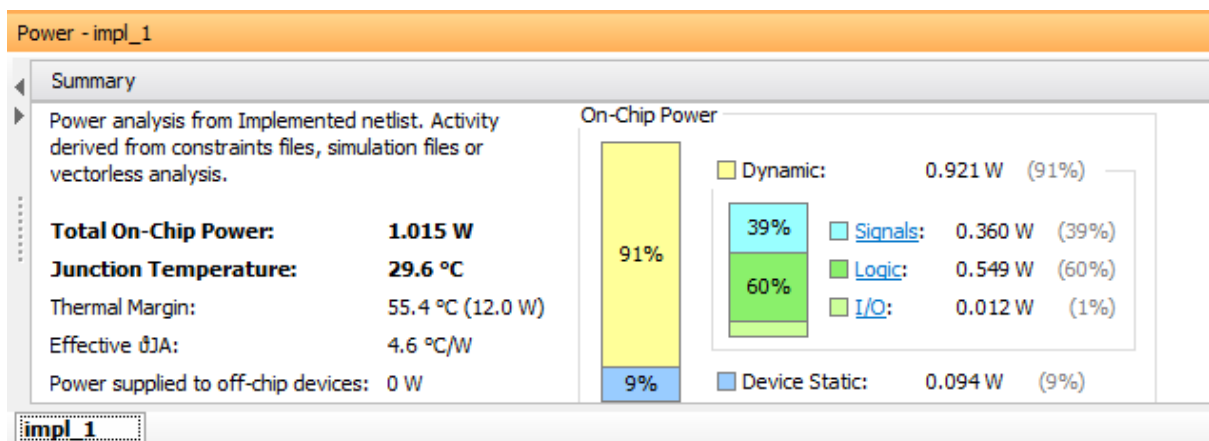 Power - impl_1
Summary
Power analysis from Implemented netlist. Activity
derived from constraints files, simulation files or
vectorless analysis.
Total On-Chip Power: 1.015 W
Junction Temperature: 29.6 ºC
Thermal Margin: 55.4 ºC (12.0 W)
Effective ϑJA: 4.6 ºC/W
Power supplied to off-chip devices: 0 W
On-Chip Power
91%
9%
Dynamic: 0.921 W (91%)
39%
60%
Signals: 0.360 W (39%)
Logic: 0.549 W (60%)
I/O: 0.012 W (1%)
Device Static: 0.094 W (9%)
impl_1